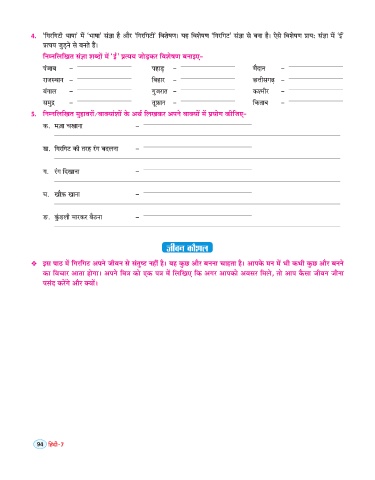 4. 'गिरगिटी भाषा' में 'भाषा' संज्ञा है और 'गिरगिटी' विशेषण। यह विशेषण 'गिरगिट' संज्ञा से बना है। ऐसे विशेषण प्रायः संज्ञा में 'ई'
प्रत्यय जुड़ने से बनते हैं।
निम्नलिखित संज्ञा शब्दों में 'ई' प्रत्यय जोड़कर विशेषण बनाइए-
पंजाब – पहाड़ – मैदान –
राजस्थान – बिहार – छत्तीसगढ़ –
बंगाल – गुजरात – कश्मीर –
समुद्र – तूफ़ान – किताब –
5. निम्नलिखित मुहावरों/वाक्यांशों के अर्थ लिखकर अपने वाक्यों में प्रयोग कीजिए-
क. मज़ा चखाना –
ख. गिरगिट की तरह रंग बदलना –
ग. रंग दिखाना –
घ. खौफ़ खाना –
ङ. कुंडली मारकर बैठना –
जीवन कौशल
❖ इस पाठ में गिरगिट अपने जीवन से संतुष्ट नहीं है। वह कुछ और बनना चाहता है। आपके मन में भी कभी कुछ और बनने
का विचार आता होगा। अपने मित्र को एक पत्र में लिखिए कि अगर आपको अवसर मिले, तो आप कैसा जीवन जीना
पसंद करेंगे और क्यों।
94 हिन्दी-7